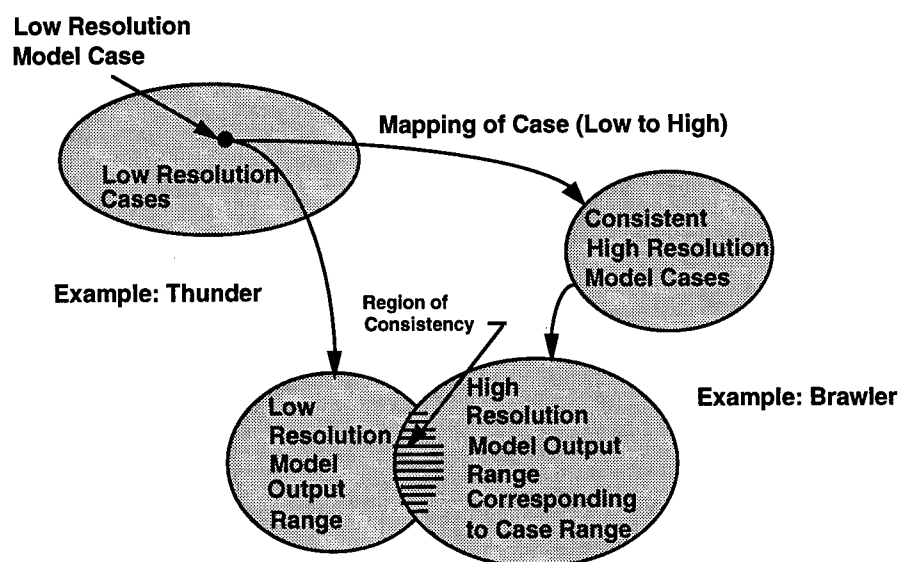 Low Resolution
Model Case
Mapping of Case (Low to High)
Low Resolution
Cases
Consistent
High Resolution
Model Cases
Example: Thunder
Region of
Consistency
Example: Brawler
Low
Resolution
Model
Output
Range
High
Resolution
Model Output
Range
Corresponding
to Case Range